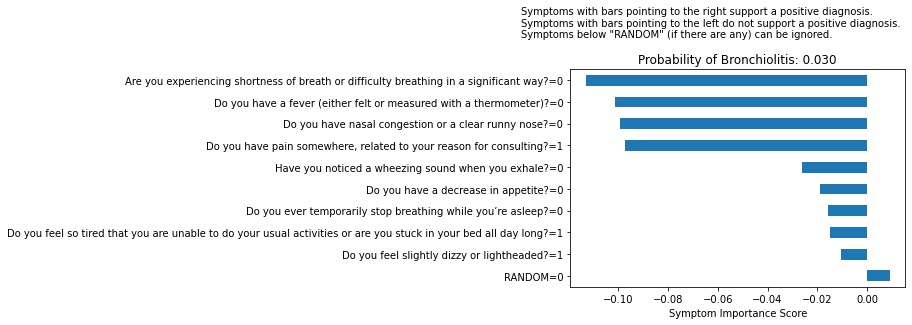 Symptoms with bars pointing to the right support a positive diagnosis.
Symptoms with bars pointing to the left do not support a positive diagnosis.
Symptoms below "RANDOM" (if there are any) can be ignored.
Probability of Bronchiolitis: 0.030
Are you experiencing shortness of breath or difficulty breathing in a significant way?=0
Do you have a fever (either felt or measured with a thermometer)?=0
Do you have nasal congestion or a clear runny nose?=0
Do you have pain somewhere, related to your reason for consulting?=1
Have you noticed a wheezing sound when you exhale?=0
Do you have a decrease in appetite?=0
Do you ever temporarily stop breathing while you’re asleep?=0
Do you feel so tired that you are unable to do your usual activities or are you stuck in your bed all day long?=1
Do you feel slightly dizzy or lightheaded?=1
RANDOM=0
−0.10 −0.08 −0.06 −0.04 −0.02 0.00
Symptom Importance Score